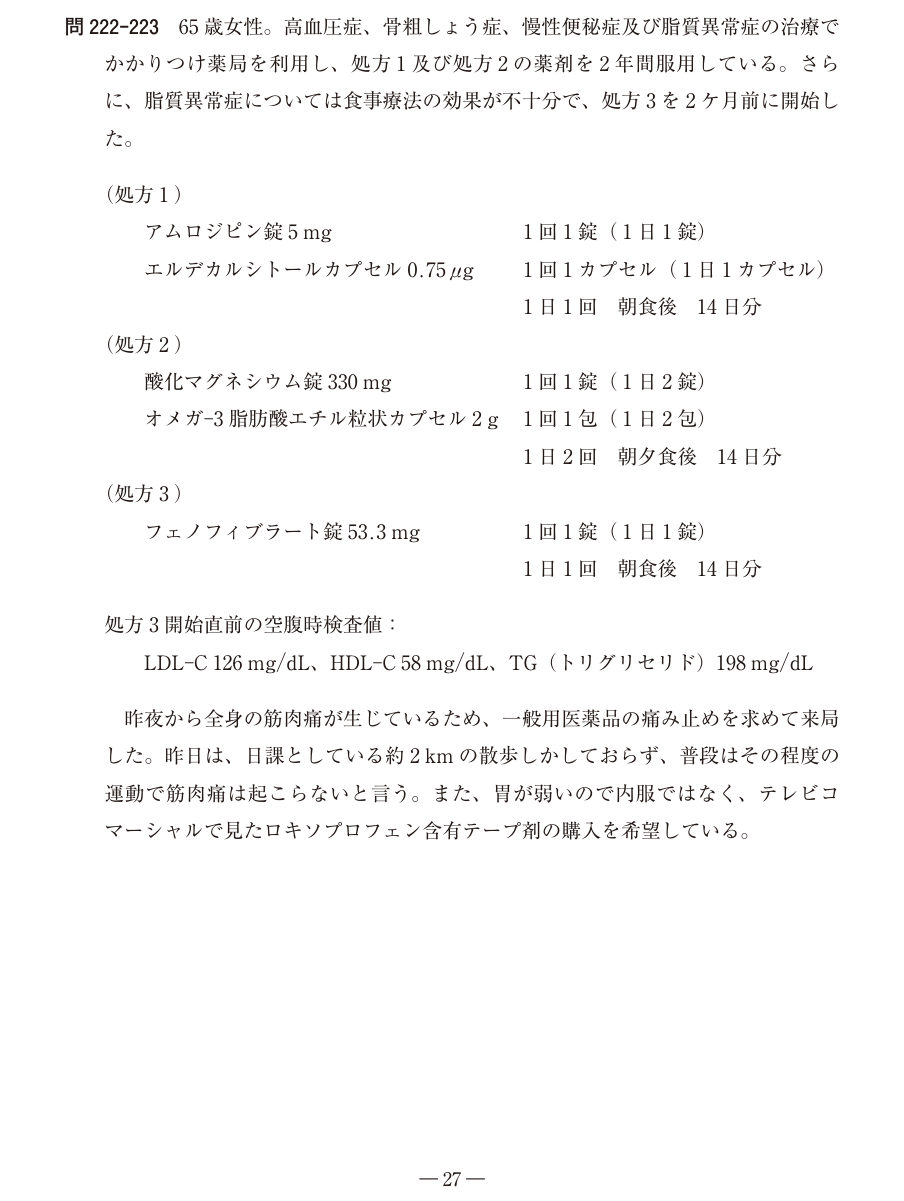 問 222-223　65 歳女性。高血圧症、骨粗しょう症、慢性便秘症及び脂質異常症の治療で
かかりつけ薬局を利用し、処方 1 及び処方 2 の薬剤を 2 年間服用している。さら
に、脂質異常症については食事療法の効果が不十分で、処方 3 を 2 ケ月前に開始し
た。
（処方 1 ）
アムロジピン錠 5 mg　1 回 1 錠（ 1 日 1 錠）
エルデカルシトールカプセル 0.75 μg　1 回 1 カプセル（ 1 日 1 カプセル）
1 日 1 回　朝食後　14 日分
（処方 2 ）
酸化マグネシウム錠 330 mg　1 回 1 錠（ 1 日 2 錠）
オメガ-3 脂肪酸エチル粒状カプセル 2 g　1 回 1 包（ 1 日 2 包）
1 日 2 回　朝夕食後　14 日分
（処方 3 ）
フェノフィブラート錠 53.3 mg　1 回 1 錠（ 1 日 1 錠）
1 日 1 回　朝食後　14 日分
処方 3 開始直前の空腹時検査値：
LDL-C 126 mg/dL、HDL-C 58 mg/dL、TG（トリグリセリド）198 mg/dL
昨夜から全身の筋肉痛が生じているため、一般用医薬品の痛み止めを求めて来局
した。昨日は、日課としている約 2 km の散歩しかしておらず、普段はその程度の
運動で筋肉痛は起こらないと言う。また、胃が弱いので内服ではなく、テレビコ
マーシャルで見たロキソプロフェン含有テープ剤の購入を希望している。
— 27 —